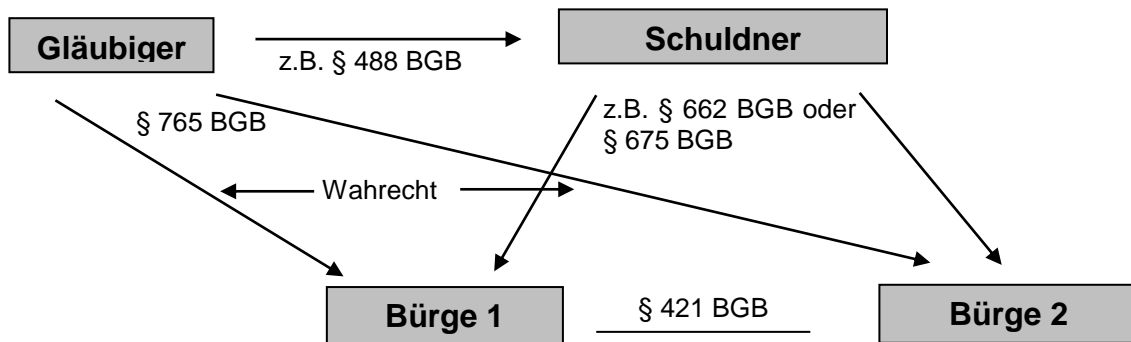 Gläubiger
Schuldner
z.B. § 488 BGB
§ 765 BGB
z.B. § 662 BGB oder
§ 675 BGB
Wahrecht
Bürge 1
§ 421 BGB
Bürge 2